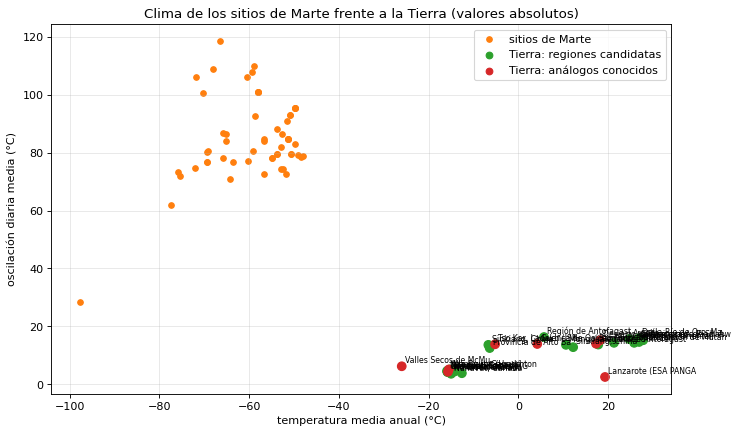 Clima de los sitios de Marte frente a la Tierra (valores absolutos)
sitios de Marte
Tierra: regiones candidatas
Tierra: análogos conocidos
oscilación diaria media (°C)
120
100
80
60
40
20
0
Región de Antofagast
Valles Secos de McMu
Lanzarote (ESA PANGA
−100
−80
−60
−40
−20
0
20
temperatura media anual (°C)